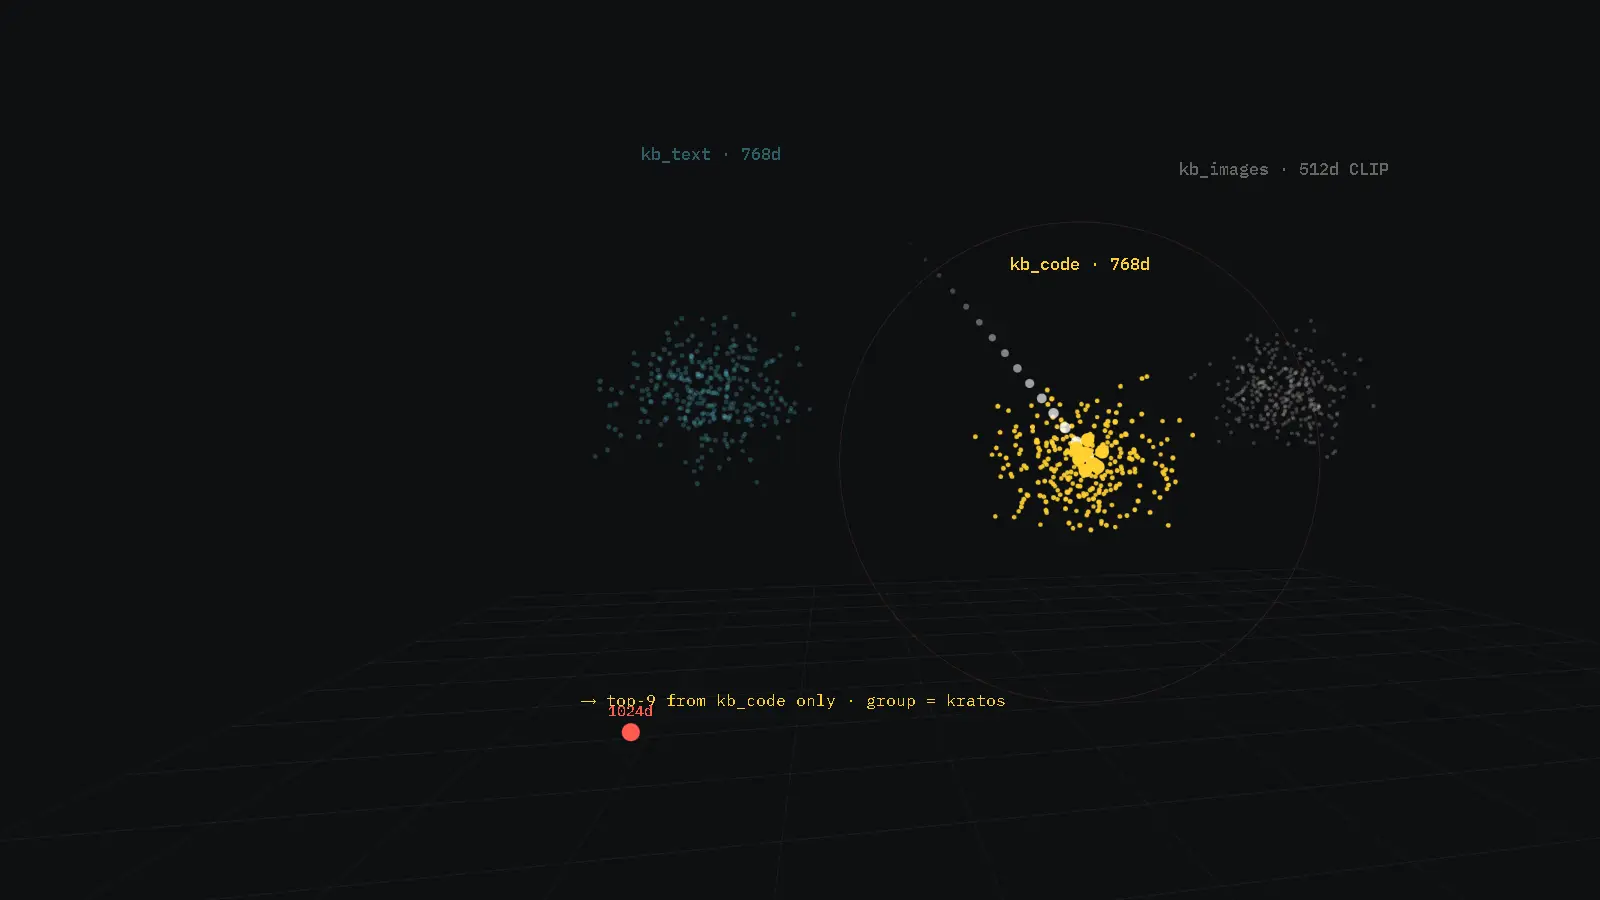 kb_text · 768d
kb_images · 512d CLIP
kb_code · 768d
→ top-9 from kb_code only · group = kratos
1024d